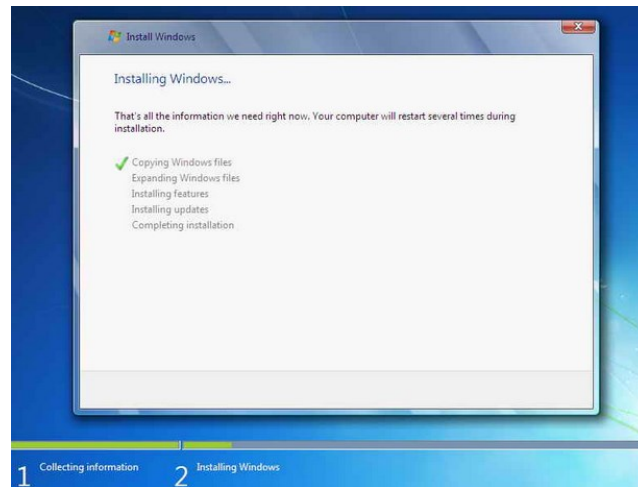 Install Windows
Installing Windows...
That's all the information we need right now. Your computer will restart several times during
installation.
Copying Windows files
Expanding Windows files
Installing features
Installing updates
Completing installation
1 Collecting information 2 Installing Windows